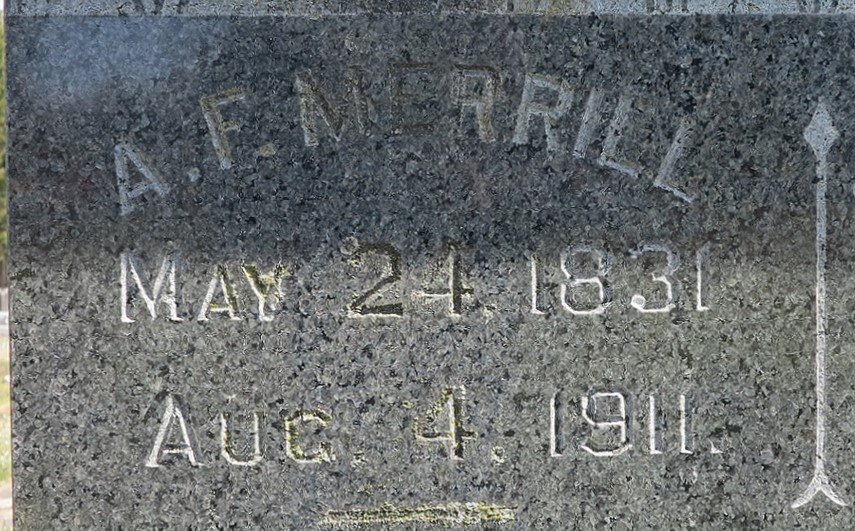 A. F. MERRILL
MAY 24. 1831
AUG. 4. 1911.